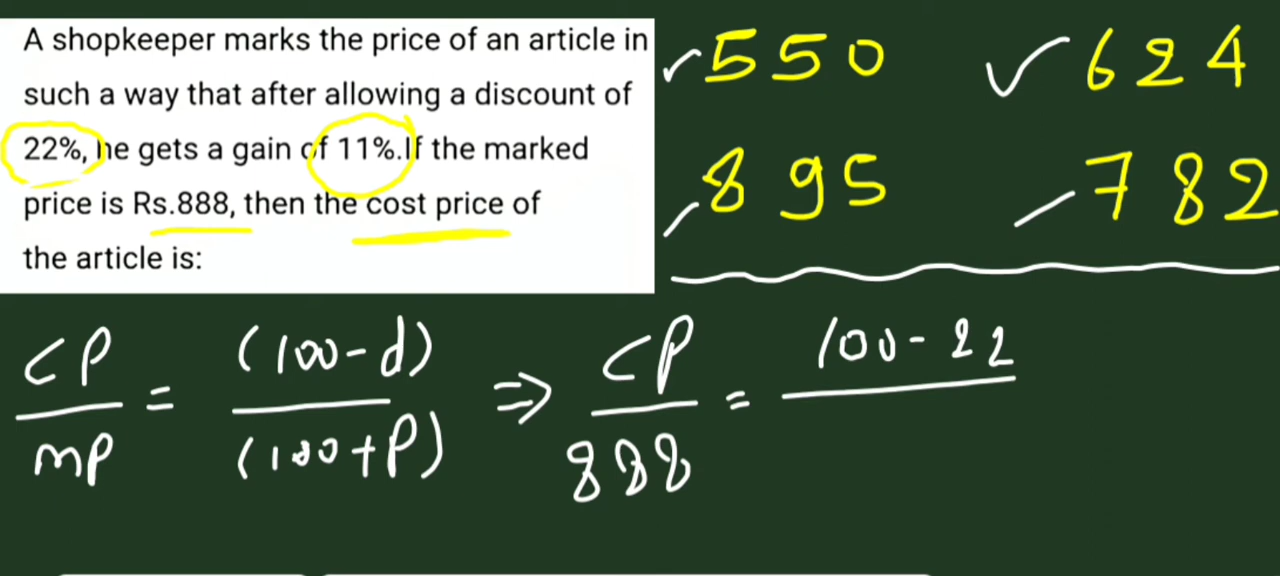 A shopkeeper marks the price of an article in
such a way that after allowing a discount of
22%, he gets a gain of 11%.If the marked
price is Rs.888, then the cost price of
the article is:
550 624
895 782
CP/MP = (100-d)/(100+P) ⇒ CP/888 = 100-22